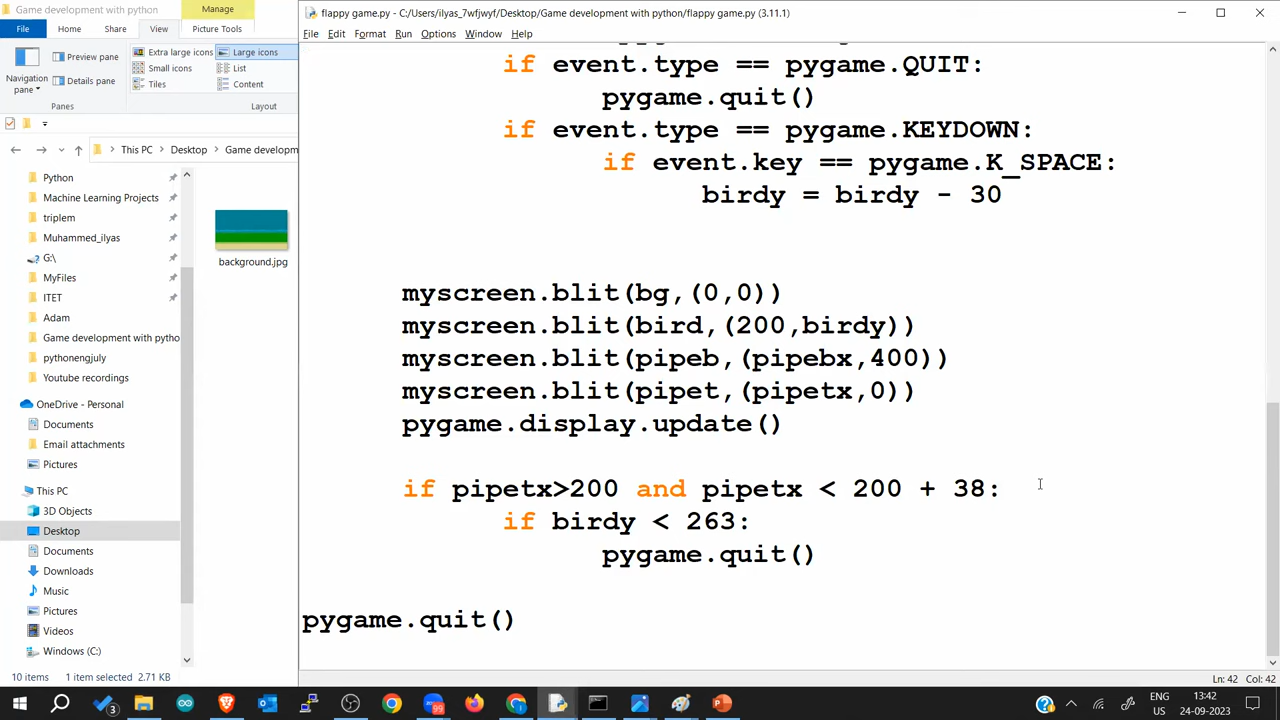 Game development with python
Manage
flappy game.py - C:/Users/ilyas_7wfjwyf/Desktop/Game development with python/flappy game.py (3.11.1)
File
Home
Share
View
Picture Tools
File Edit Format Run Options Window Help
Navigation pane
Preview pane
Details pane
Panes
Extra large icons
Large icons
Small icons
List
Tiles
Content
Layout
This PC
Desktop
Game developm
Python
Machine Learning Projects
triplem
Muhammed_ilyas
G:\
MyFiles
ITET
Adam
Game development with pytho
pythonengjuly
Youtube recordings
OneDrive - Personal
Documents
Email attachments
Pictures
This PC
3D Objects
Desktop
Documents
Downloads
Music
Pictures
Videos
Windows (C:)
background.jpg
10 items
1 item selected 2.71 KB
if event.type == pygame.QUIT:
pygame.quit()
if event.type == pygame.KEYDOWN:
if event.key == pygame.K_SPACE:
birdy = birdy - 30
myscreen.blit(bg,(0,0))
myscreen.blit(bird,(200,birdy))
myscreen.blit(pipeb,(pipebx,400))
myscreen.blit(pipet,(pipetx,0))
pygame.display.update()
if pipetx>200 and pipetx < 200 + 38:
if birdy < 263:
pygame.quit()
pygame.quit()
Ln: 42 Col: 42
3
99
ENG
US
13:42
24-09-2023